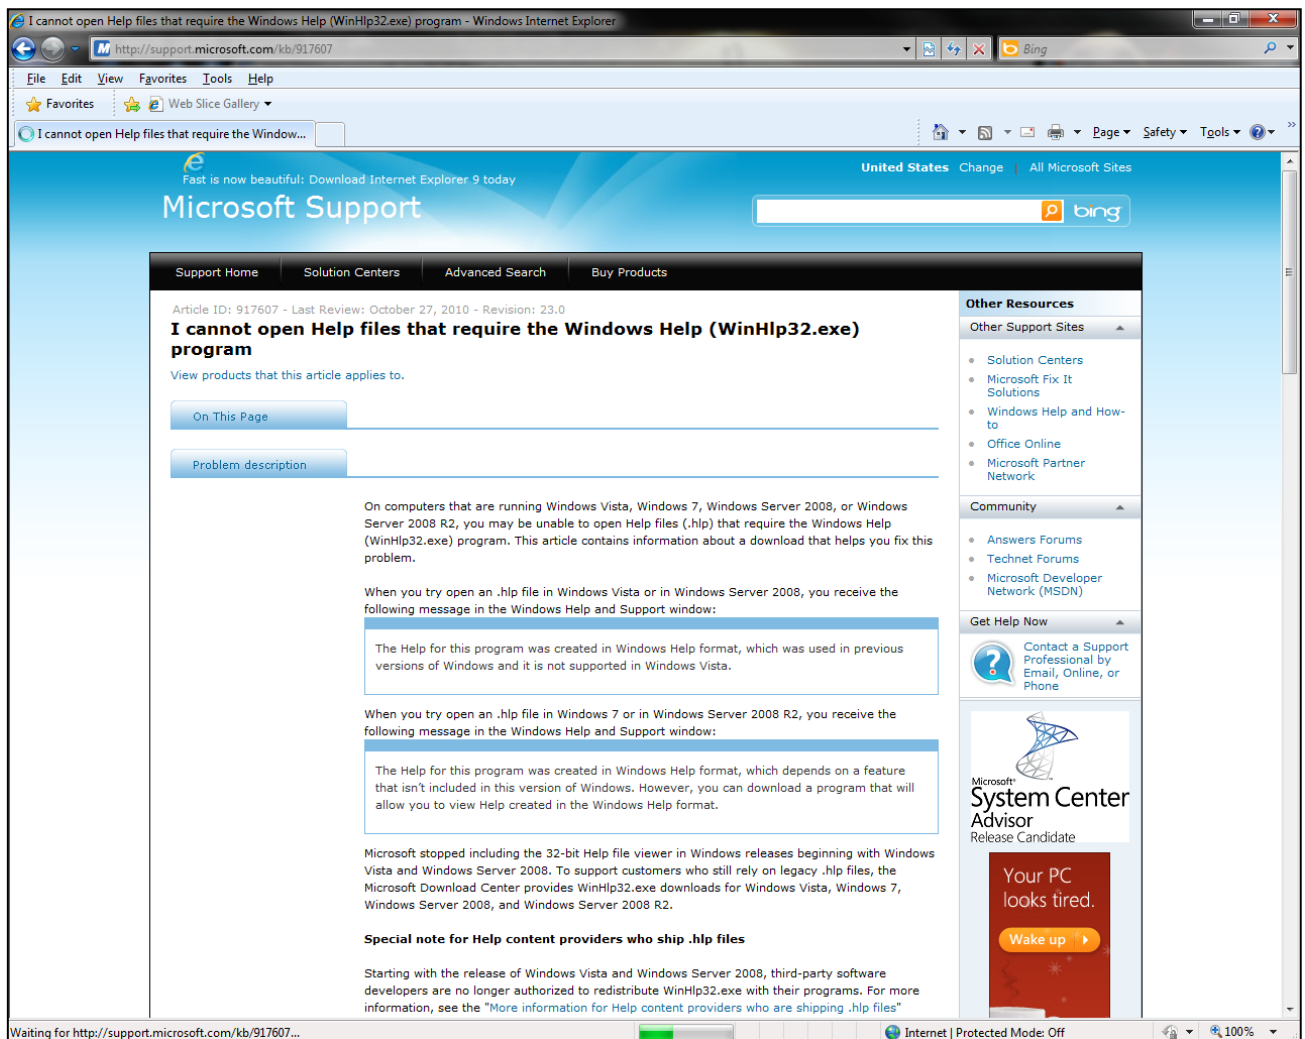 I cannot open Help files that require the Windows Help (WinHlp32.exe) program - Windows Internet Explorer
http://support.microsoft.com/kb/917607
Bing
File Edit View Favorites Tools Help
Favorites Web Slice Gallery
I cannot open Help files that require the Window...
Page Safety Tools
Fast is now beautiful: Download Internet Explorer 9 today
United States Change | All Microsoft Sites
Microsoft Support
bing
Support Home Solution Centers Advanced Search Buy Products
Article ID: 917607 - Last Review: October 27, 2010 - Revision: 23.0
I cannot open Help files that require the Windows Help (WinHlp32.exe)
program
View products that this article applies to.
On This Page
Problem description
On computers that are running Windows Vista, Windows 7, Windows Server 2008, or Windows
Server 2008 R2, you may be unable to open Help files (.hlp) that require the Windows Help
(WinHlp32.exe) program. This article contains information about a download that helps you fix this
problem.
When you try open an .hlp file in Windows Vista or in Windows Server 2008, you receive the
following message in the Windows Help and Support window:
The Help for this program was created in Windows Help format, which was used in previous
versions of Windows and it is not supported in Windows Vista.
When you try open an .hlp file in Windows 7 or in Windows Server 2008 R2, you receive the
following message in the Windows Help and Support window:
The Help for this program was created in Windows Help format, which depends on a feature
that isn't included in this version of Windows. However, you can download a program that will
allow you to view Help created in the Windows Help format.
Microsoft stopped including the 32-bit Help file viewer in Windows releases beginning with Windows
Vista and Windows Server 2008. To support customers who still rely on legacy .hlp files, the
Microsoft Download Center provides WinHlp32.exe downloads for Windows Vista, Windows 7,
Windows Server 2008, and Windows Server 2008 R2.
Special note for Help content providers who ship .hlp files
Starting with the release of Windows Vista and Windows Server 2008, third-party software
developers are no longer authorized to redistribute WinHlp32.exe with their programs. For more
information, see the "More information for Help content providers who are shipping .hlp files"
Other Resources
Other Support Sites
Solution Centers
Microsoft Fix It
Solutions
Windows Help and How-
to
Office Online
Microsoft Partner
Network
Community
Answers Forums
Technet Forums
Microsoft Developer
Network (MSDN)
Get Help Now
Contact a Support
Professional by
Email, Online, or
Phone
Microsoft
System Center
Advisor
Release Candidate
Your PC
looks tired.
Wake up
Waiting for http://support.microsoft.com/kb/917607...
Internet | Protected Mode: Off
100%